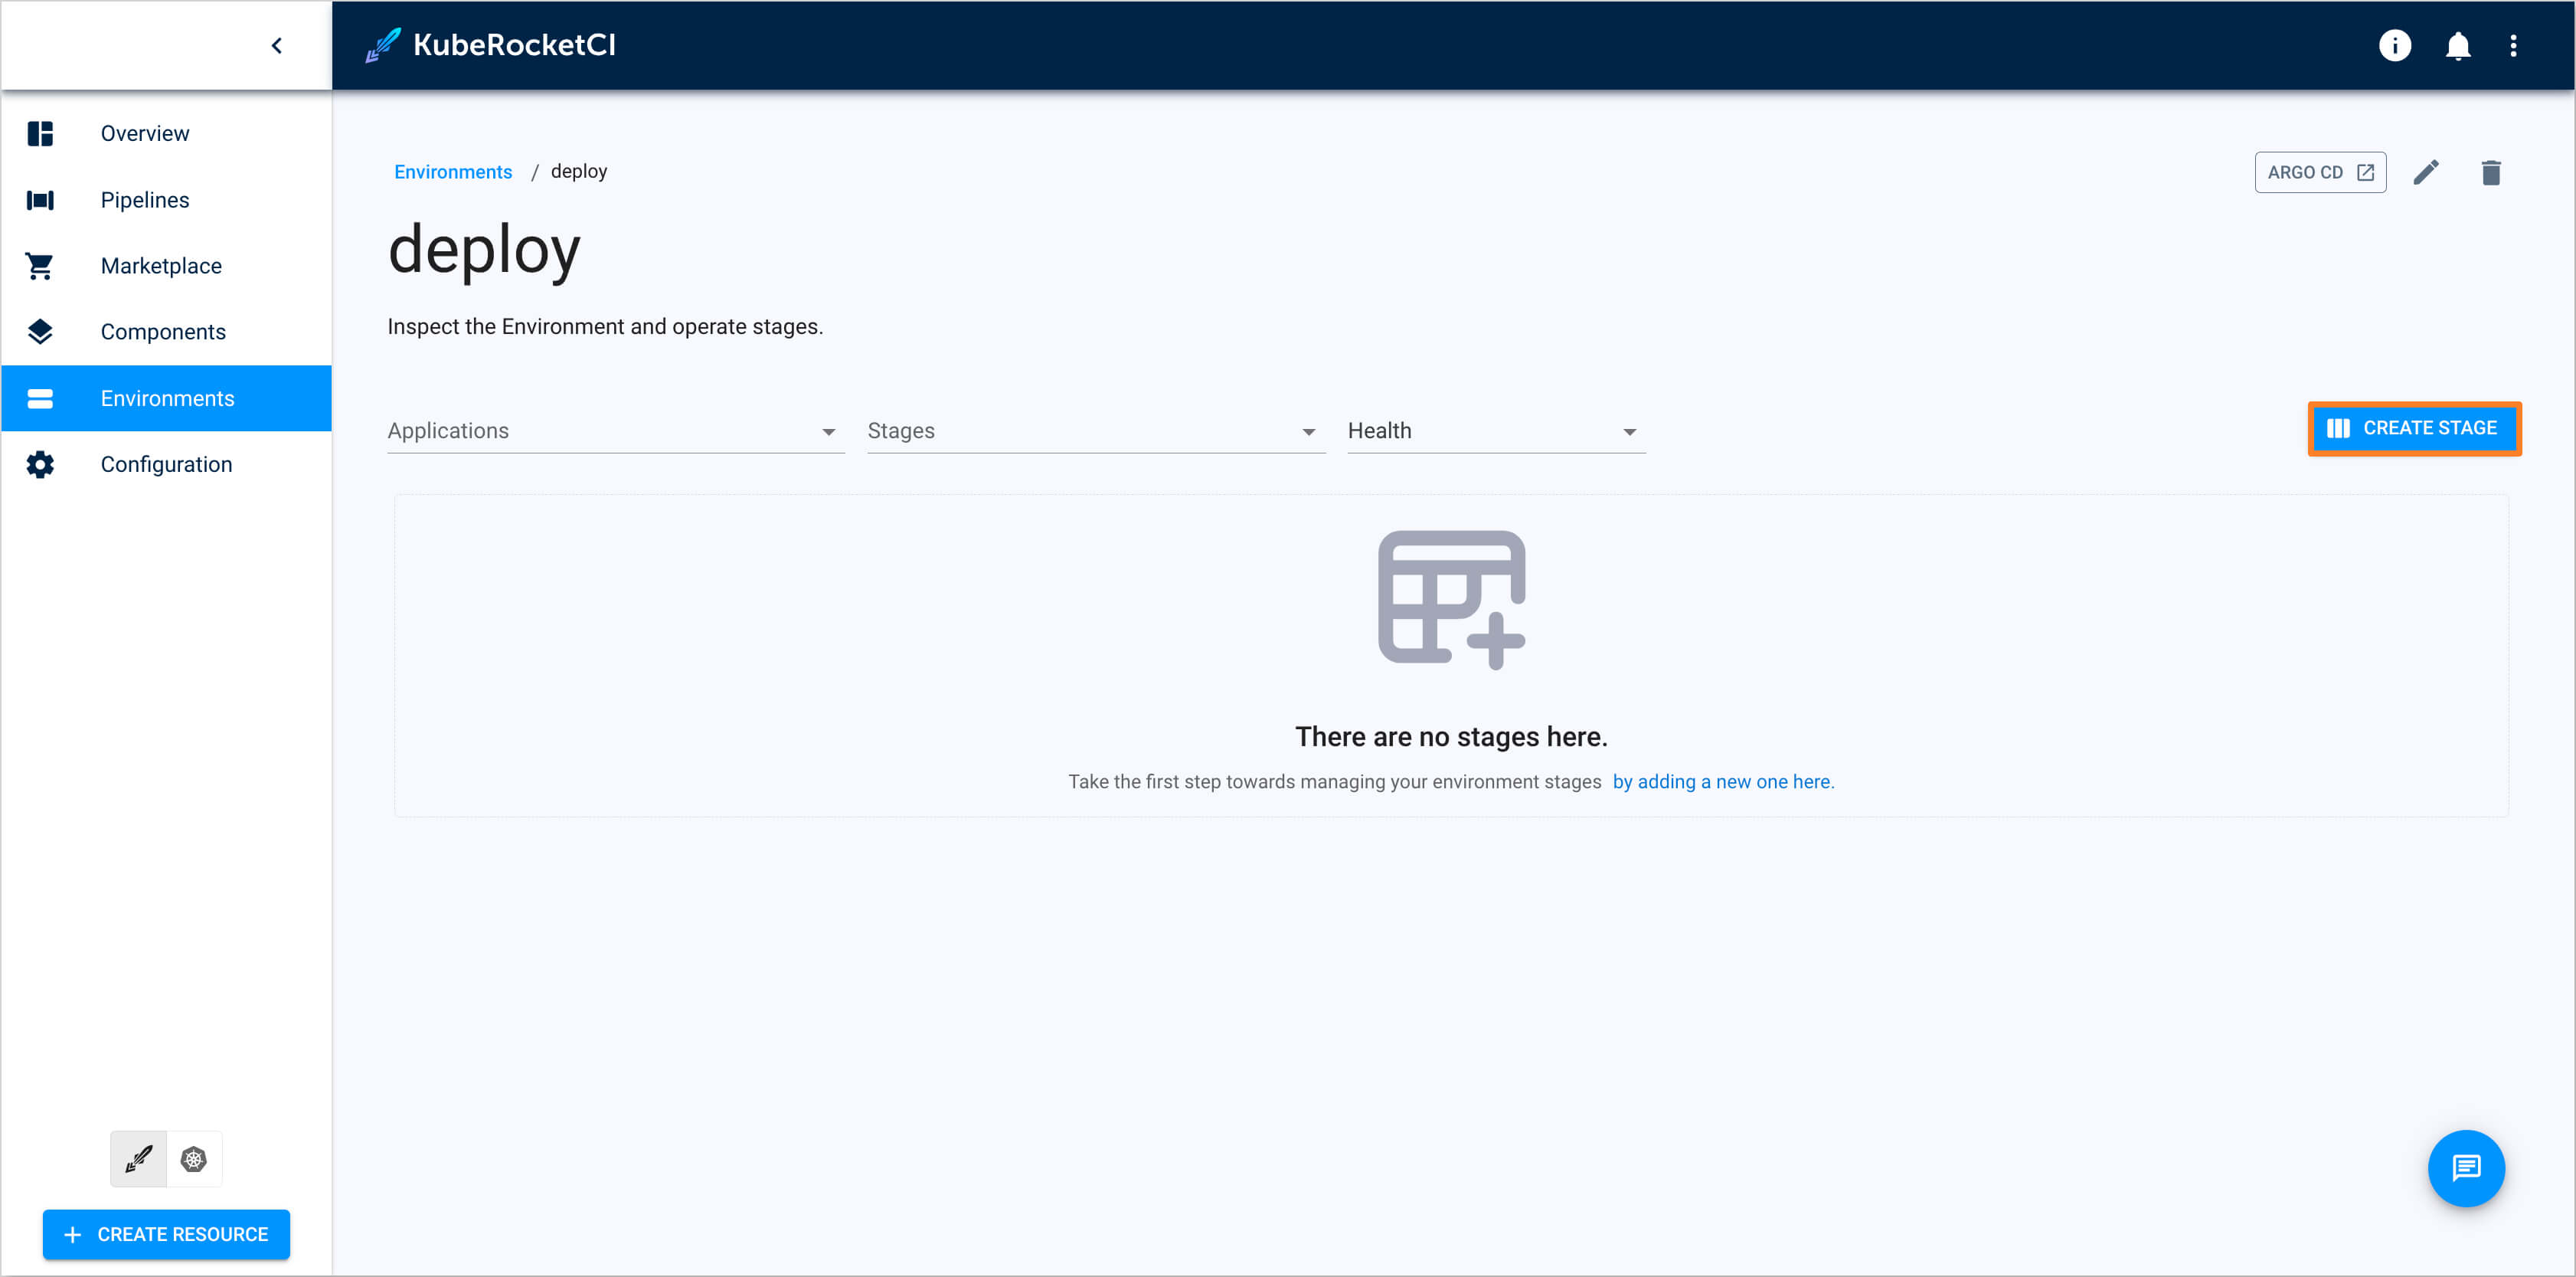 KubeRocketCI
Overview
Pipelines
Marketplace
Components
Environments
Configuration
CREATE RESOURCE
Environments / deploy
ARGO CD
deploy
Inspect the Environment and operate stages.
Applications
Stages
Health
CREATE STAGE
There are no stages here.
Take the first step towards managing your environment stages by adding a new one here.